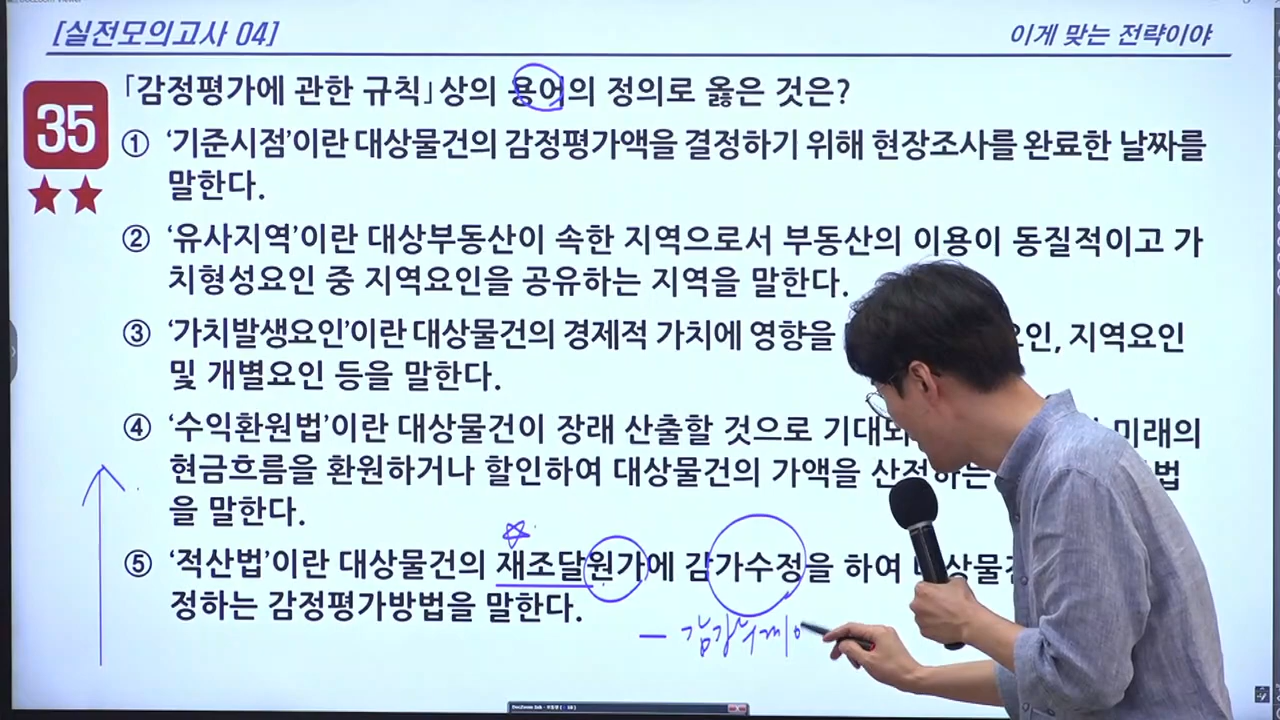 [실전모의고사 04]
이게 맞는 전략이야
35
「감정평가에 관한 규칙」상의 용어의 정의로 옳은 것은?
① ‘기준시점’이란 대상물건의 감정평가액을 결정하기 위해 현장조사를 완료한 날짜를
말한다.
② ‘유사지역’이란 대상부동산이 속한 지역으로서 부동산의 이용이 동질적이고 가
치형성요인 중 지역요인을 공유하는 지역을 말한다.
③ ‘가치발생요인’이란 대상물건의 경제적 가치에 영향을 요인, 지역요인
및 개별요인 등을 말한다.
④ ‘수익환원법’이란 대상물건이 장래 산출할 것으로 미래의
현금흐름을 환원하거나 할인하여 대상물건의 가액을 법
을 말한다.
⑤ ‘적산법’이란 대상물건의 재조달원가에 감가수정을 하여
정하는 감정평가방법을 말한다.